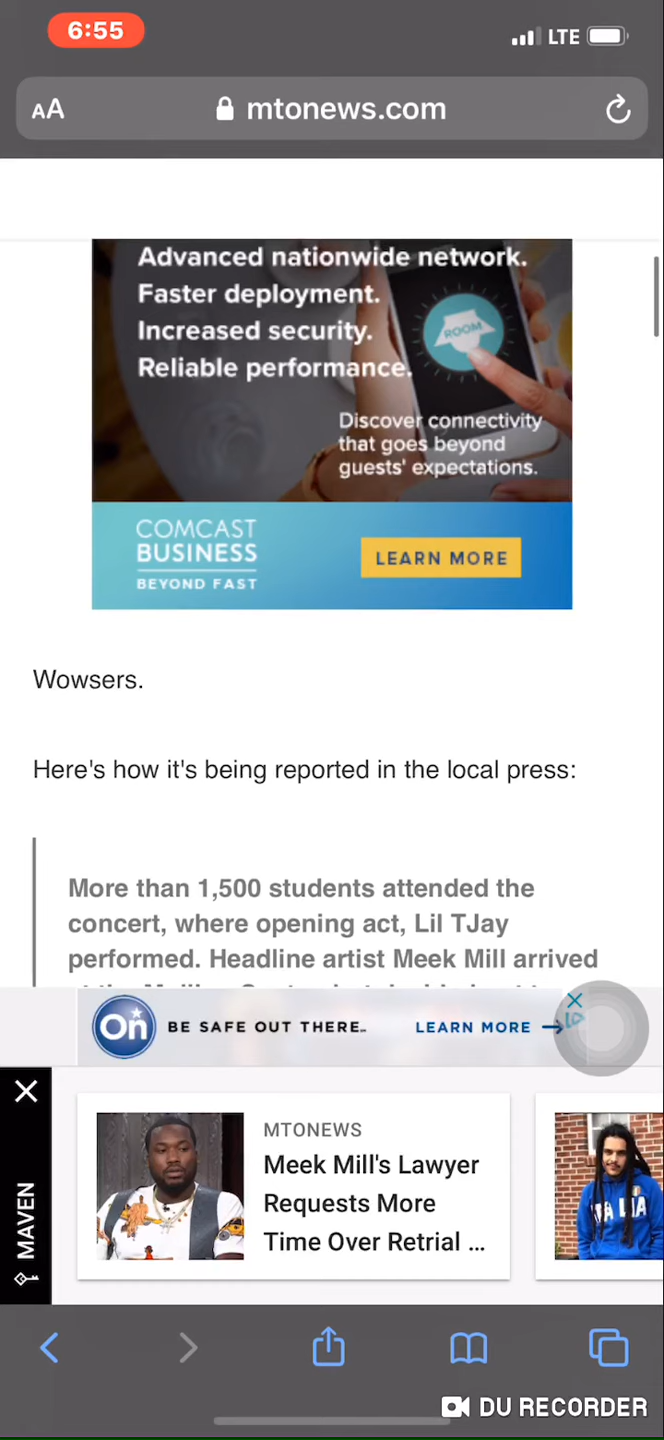 6:55
LTE
AA mtonews.com
Advanced nationwide network.
Faster deployment.
Increased security.
Reliable performance.
ROOM
Discover connectivity
that goes beyond
guests' expectations.
COMCAST
BUSINESS
BEYOND FAST
LEARN MORE
Wowsers.
Here's how it's being reported in the local press:
More than 1,500 students attended the
concert, where opening act, Lil TJay
performed. Headline artist Meek Mill arrived
On BE SAFE OUT THERE. LEARN MORE
MAVEN
MTONEWS
Meek Mill's Lawyer
Requests More
Time Over Retrial ...
DU RECORDER